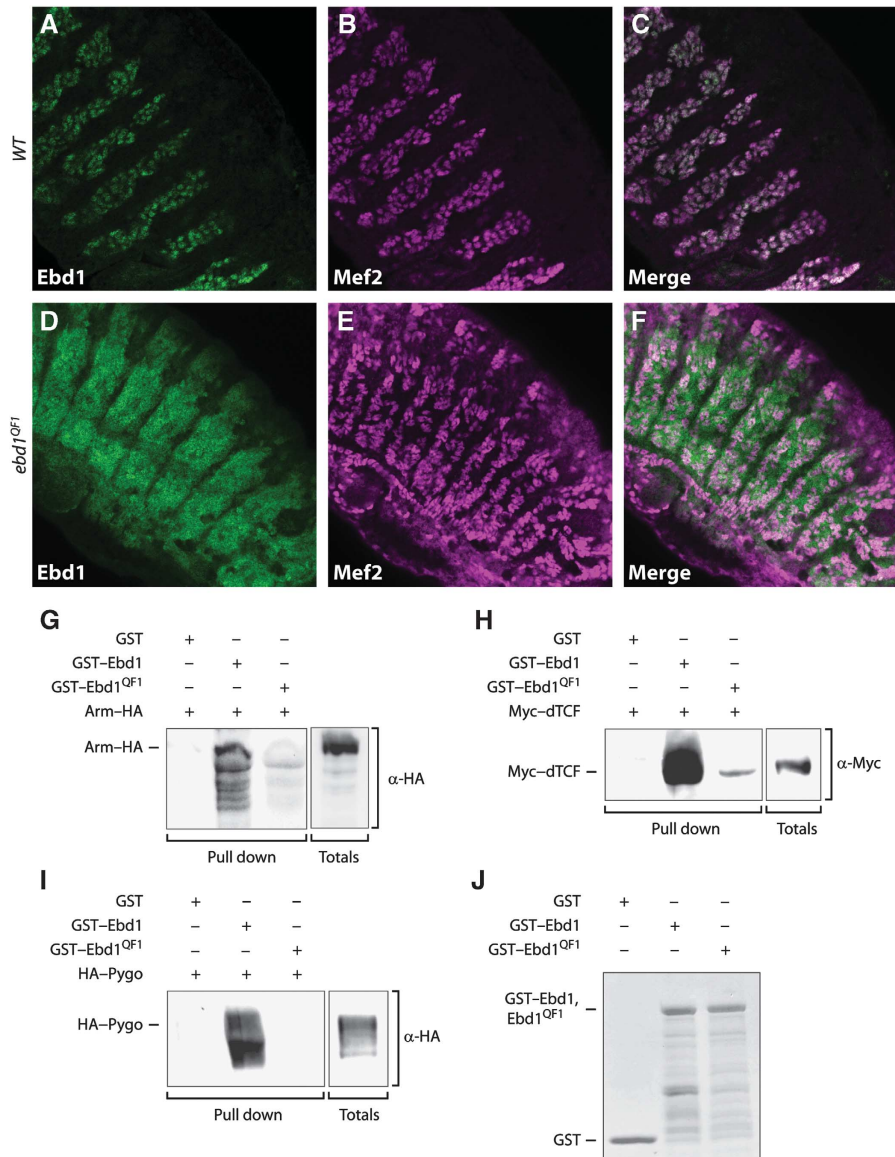 A
B
C
WT
Ebd1
Mef2
Merge
D
E
F
ebd1QF1
Ebd1
Mef2
Merge
G
GST + – –
GST–Ebd1 – + –
GST–Ebd1QF1 – – +
Arm–HA + + +
Arm–HA –
α-HA
Pull down
Totals
H
GST + – –
GST–Ebd1 – + –
GST–Ebd1QF1 – – +
Myc–dTCF + + +
Myc–dTCF –
α-Myc
Pull down
Totals
I
GST + – –
GST–Ebd1 – + –
GST–Ebd1QF1 – – +
HA–Pygo + + +
HA–Pygo –
α-HA
Pull down
Totals
J
GST + – –
GST–Ebd1 – + –
GST–Ebd1QF1 – – +
GST–Ebd1, –
Ebd1QF1
GST –